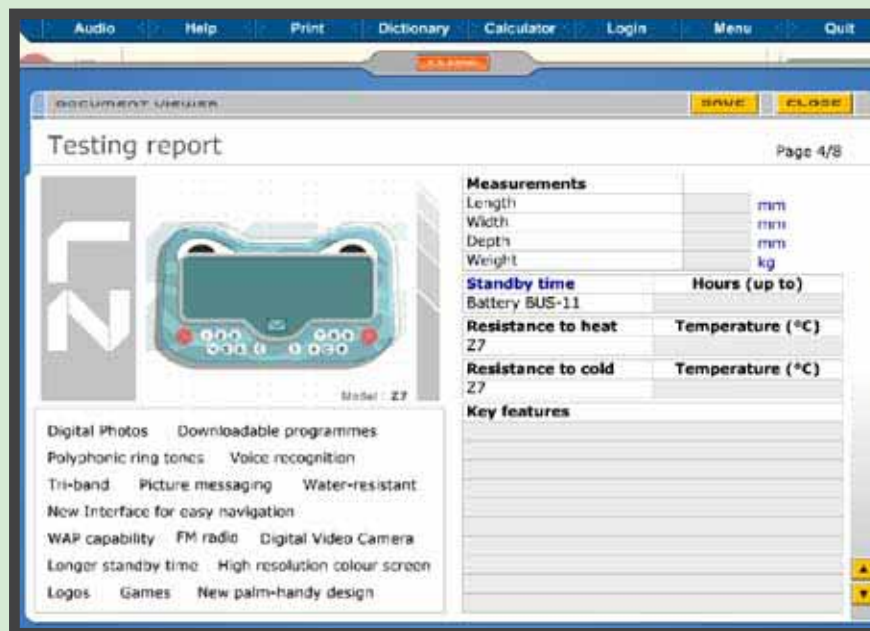 Audio Help Print Dictionary Calculator Login Menu Quit
DOCUMENT VIEWER SAVE CLOSE
Testing report
Page 4/8
Model : Z7
Digital Photos Downloadable programmes
Polyphonic ring tones Voice recognition
Tri-band Picture messaging Water-resistant
New Interface for easy navigation
WAP capability FM radio Digital Video Camera
Longer standby time High resolution colour screen
Logos Games New palm-handy design
Measurements
Length mm
Width mm
Depth mm
Weight kg
Standby time Hours (up to)
Battery BUS-11
Resistance to heat Temperature (°C)
Z7
Resistance to cold Temperature (°C)
Z7
Key features